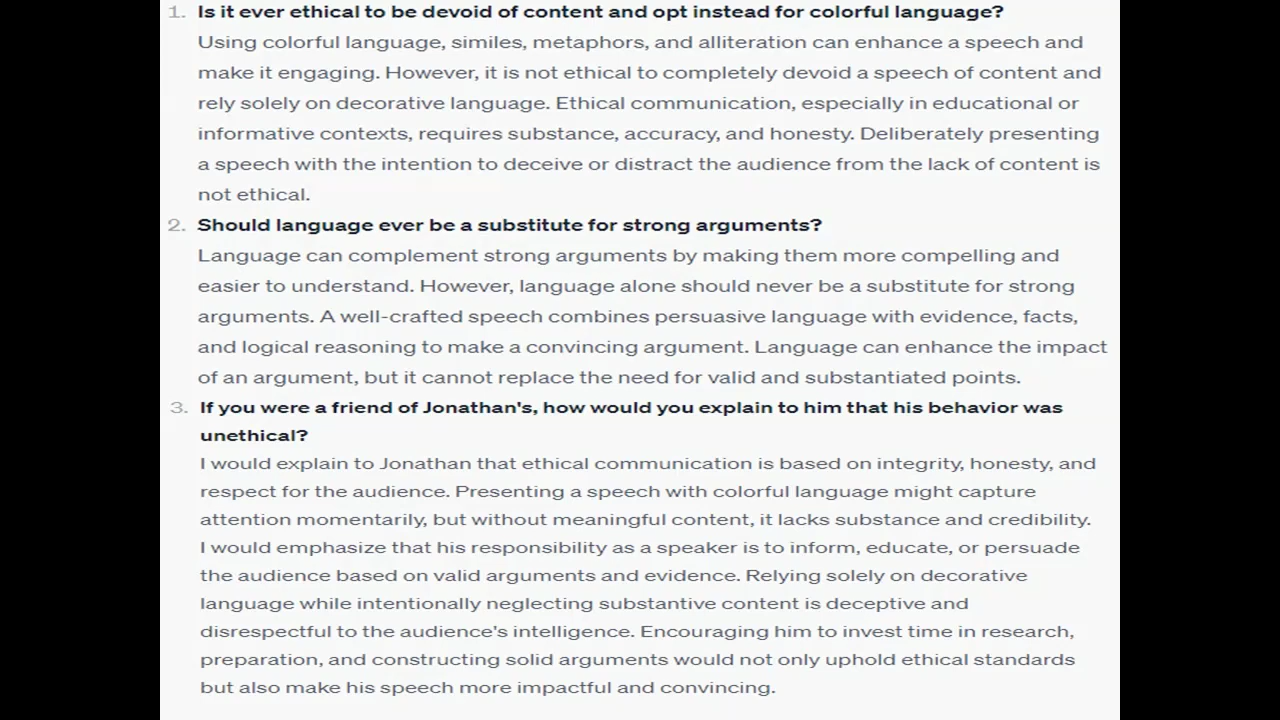 1. Is it ever ethical to be devoid of content and opt instead for colorful language?
Using colorful language, similes, metaphors, and alliteration can enhance a speech and
make it engaging. However, it is not ethical to completely devoid a speech of content and
rely solely on decorative language. Ethical communication, especially in educational or
informative contexts, requires substance, accuracy, and honesty. Deliberately presenting
a speech with the intention to deceive or distract the audience from the lack of content is
not ethical.
2. Should language ever be a substitute for strong arguments?
Language can complement strong arguments by making them more compelling and
easier to understand. However, language alone should never be a substitute for strong
arguments. A well-crafted speech combines persuasive language with evidence, facts,
and logical reasoning to make a convincing argument. Language can enhance the impact
of an argument, but it cannot replace the need for valid and substantiated points.
3. If you were a friend of Jonathan's, how would you explain to him that his behavior was
unethical?
I would explain to Jonathan that ethical communication is based on integrity, honesty, and
respect for the audience. Presenting a speech with colorful language might capture
attention momentarily, but without meaningful content, it lacks substance and credibility.
I would emphasize that his responsibility as a speaker is to inform, educate, or persuade
the audience based on valid arguments and evidence. Relying solely on decorative
language while intentionally neglecting substantive content is deceptive and
disrespectful to the audience's intelligence. Encouraging him to invest time in research,
preparation, and constructing solid arguments would not only uphold ethical standards
but also make his speech more impactful and convincing.